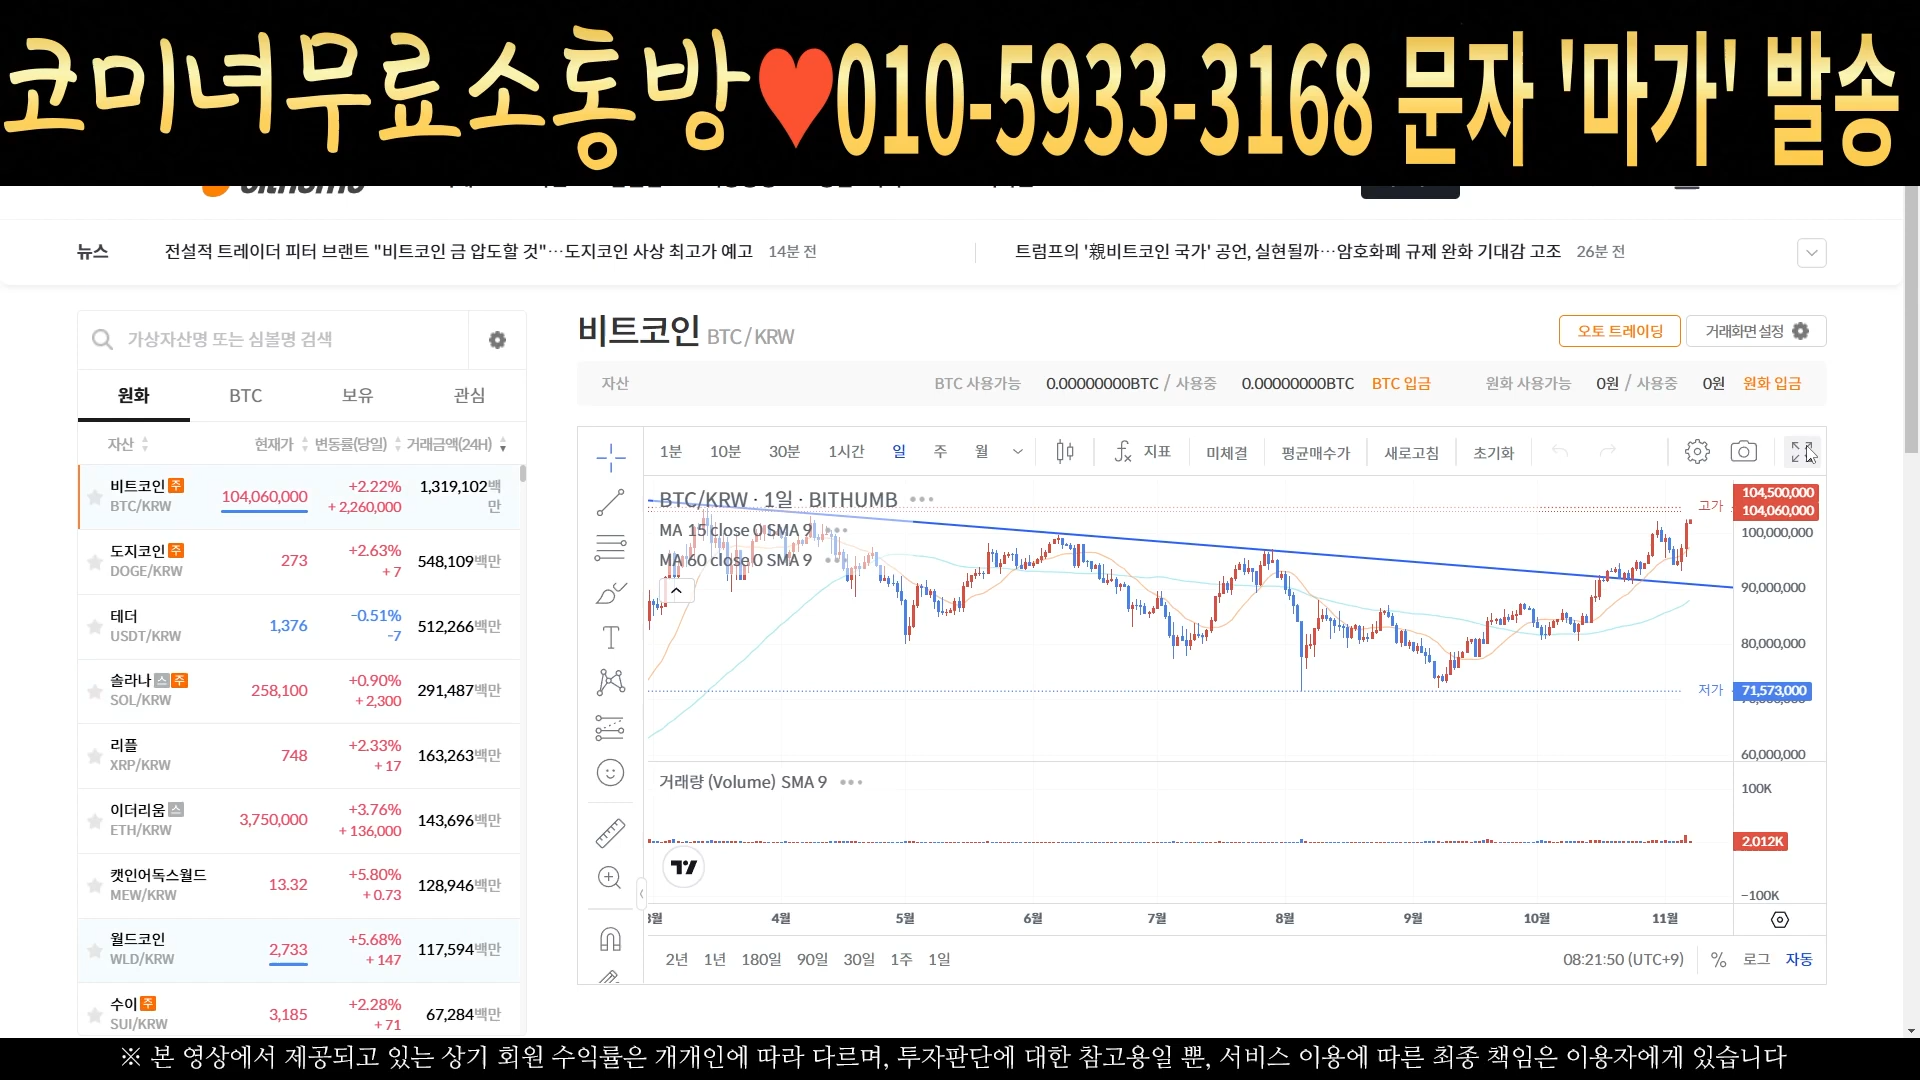 코미녀무료소통방♥010-5933-3168 문자 '마가' 발송
bithumb
뉴스 전설적 트레이더 피터 브랜트 "비트코인 금 압도할 것"…도지코인 사상 최고가 예고 14분 전 트럼프의 '親비트코인 국가' 공언, 실현될까…암호화폐 규제 완화 기대감 고조 26분 전
가상자산명 또는 심볼명 검색
원화 BTC 보유 관심
자산 현재가 변동률(당일) 거래금액(24H)
비트코인 주 104,060,000 +2.22% 1,319,102백만
BTC/KRW +2,260,000
도지코인 주 273 +2.63% 548,109백만
DOGE/KRW +7
테더 1,376 -0.51% 512,266백만
USDT/KRW -7
솔라나 스 주 258,100 +0.90% 291,487백만
SOL/KRW +2,300
리플 748 +2.33% 163,263백만
XRP/KRW +17
이더리움 스 3,750,000 +3.76% 143,696백만
ETH/KRW +136,000
캣인어독스월드 13.32 +5.80% 128,946백만
MEW/KRW +0.73
월드코인 2,733 +5.68% 117,594백만
WLD/KRW +147
수이 주 3,185 +2.28% 67,284백만
SUI/KRW +71
비트코인 BTC/KRW
오토 트레이딩 거래화면 설정
자산 BTC 사용가능 0.00000000BTC / 사용중 0.00000000BTC BTC 입금 원화 사용가능 0원 / 사용중 0원 원화 입금
1분 10분 30분 1시간 일 주 월 지표 미체결 평균매수가 새로고침 초기화
BTC/KRW · 1일 · BITHUMB
MA 15 close 0 SMA 9
MA 60 close 0 SMA 9
고가 104,500,000
104,060,000
100,000,000
90,000,000
80,000,000
저가 71,573,000
60,000,000
거래량 (Volume) SMA 9
100K
2,012K
-100K
3월 4월 5월 6월 7월 8월 9월 10월 11월
2년 1년 180일 90일 30일 1주 1일 08:21:50 (UTC+9) % 로그 자동
※ 본 영상에서 제공되고 있는 상기 회원 수익률은 개개인에 따라 다르며, 투자판단에 대한 참고용일 뿐, 서비스 이용에 따른 최종 책임은 이용자에게 있습니다